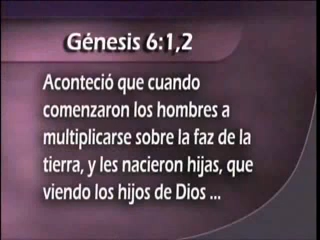 Génesis 6:1,2
Aconteció que cuando
comenzaron los hombres a
multiplicarse sobre la faz de la
tierra, y les nacieron hijas, que
viendo los hijos de Dios ...